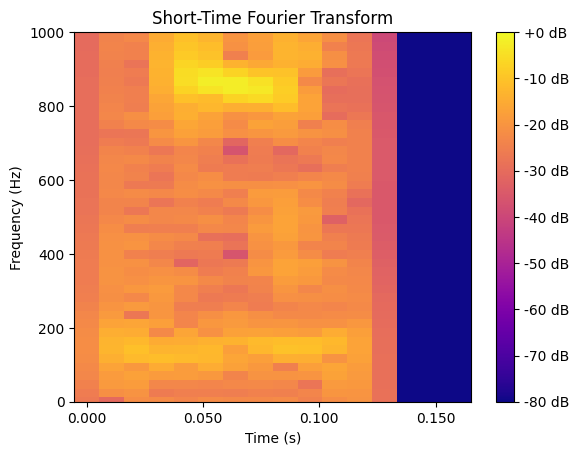 Short-Time Fourier Transform
Frequency (Hz)
1000
800
600
400
200
0
0.000
0.050
0.100
0.150
Time (s)
+0 dB
-10 dB
-20 dB
-30 dB
-40 dB
-50 dB
-60 dB
-70 dB
-80 dB